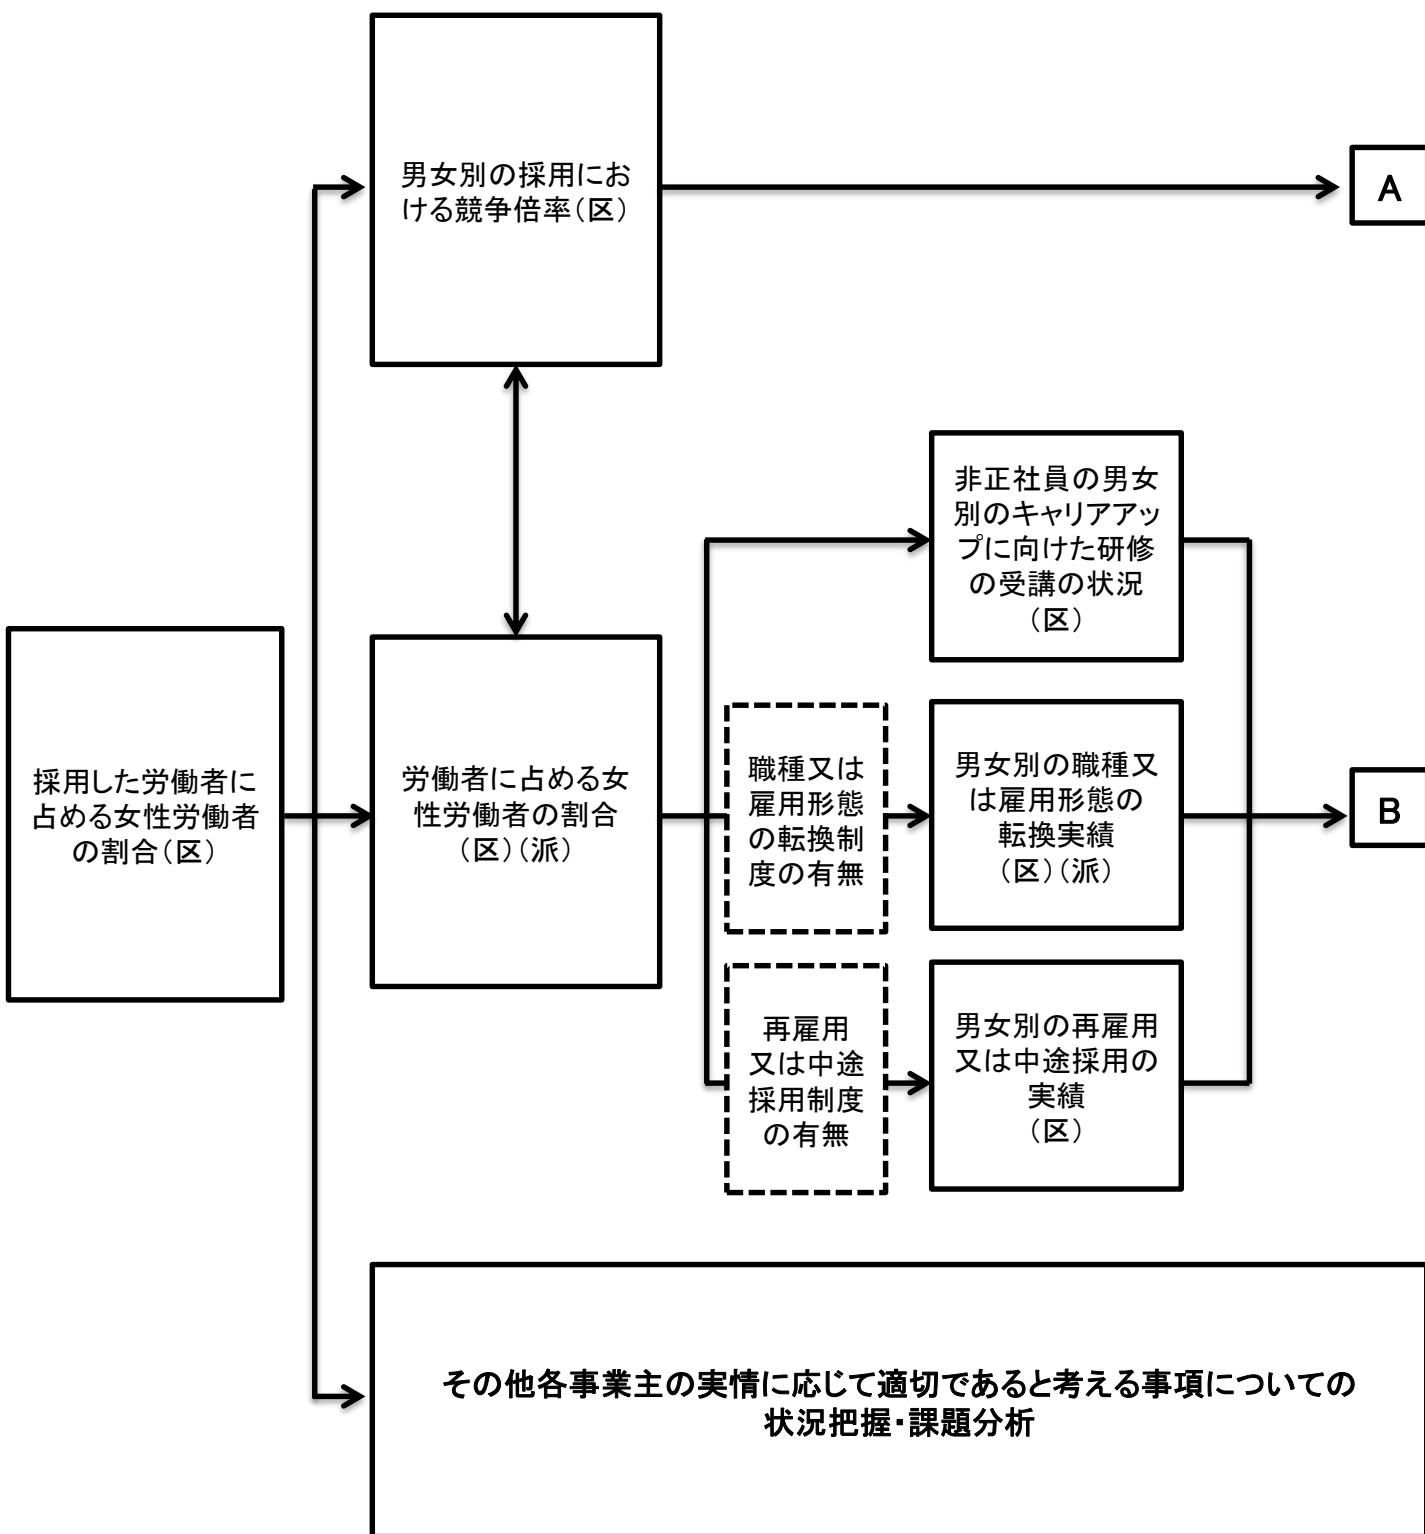 男女別の採用にお
ける競争倍率(区)
A
非正社員の男女
別のキャリアアッ
プに向けた研修
の受講の状況
(区)
採用した労働者に
占める女性労働者
の割合(区)
労働者に占める女
性労働者の割合
(区)(派)
職種又は
雇用形態
の転換制
度の有無
男女別の職種又
は雇用形態の
転換実績
(区)(派)
B
再雇用
又は中途
採用制度
の有無
男女別の再雇用
又は中途採用の
実績
(区)
その他各事業主の実情に応じて適切であると考える事項についての
状況把握・課題分析